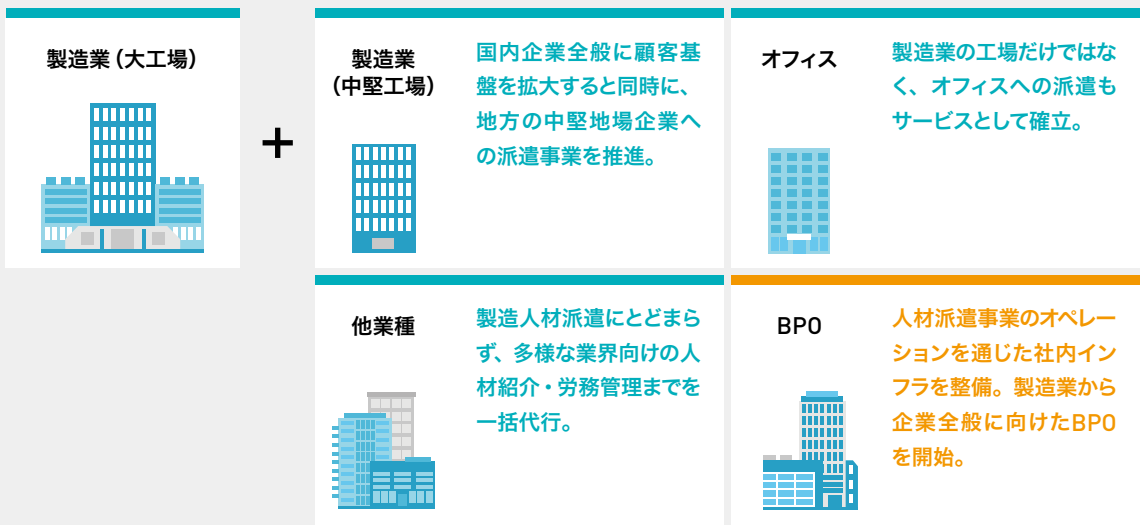 製造業（大工場）
+
製造業
（中堅工場）
国内企業全般に顧客基
盤を拡大すると同時に、
地方の中堅地場企業へ
の派遣事業を推進。
オフィス
製造業の工場だけではな
く、オフィスへの派遣も
サービスとして確立。
他業種
製造人材派遣にとどまら
ず、多様な業界向けの人
材紹介・労務管理までを
一括代行。
BPO
人材派遣事業のオペレー
ションを通じた社内イン
フラを整備。製造業から
企業全般に向けたBPO
を開始。